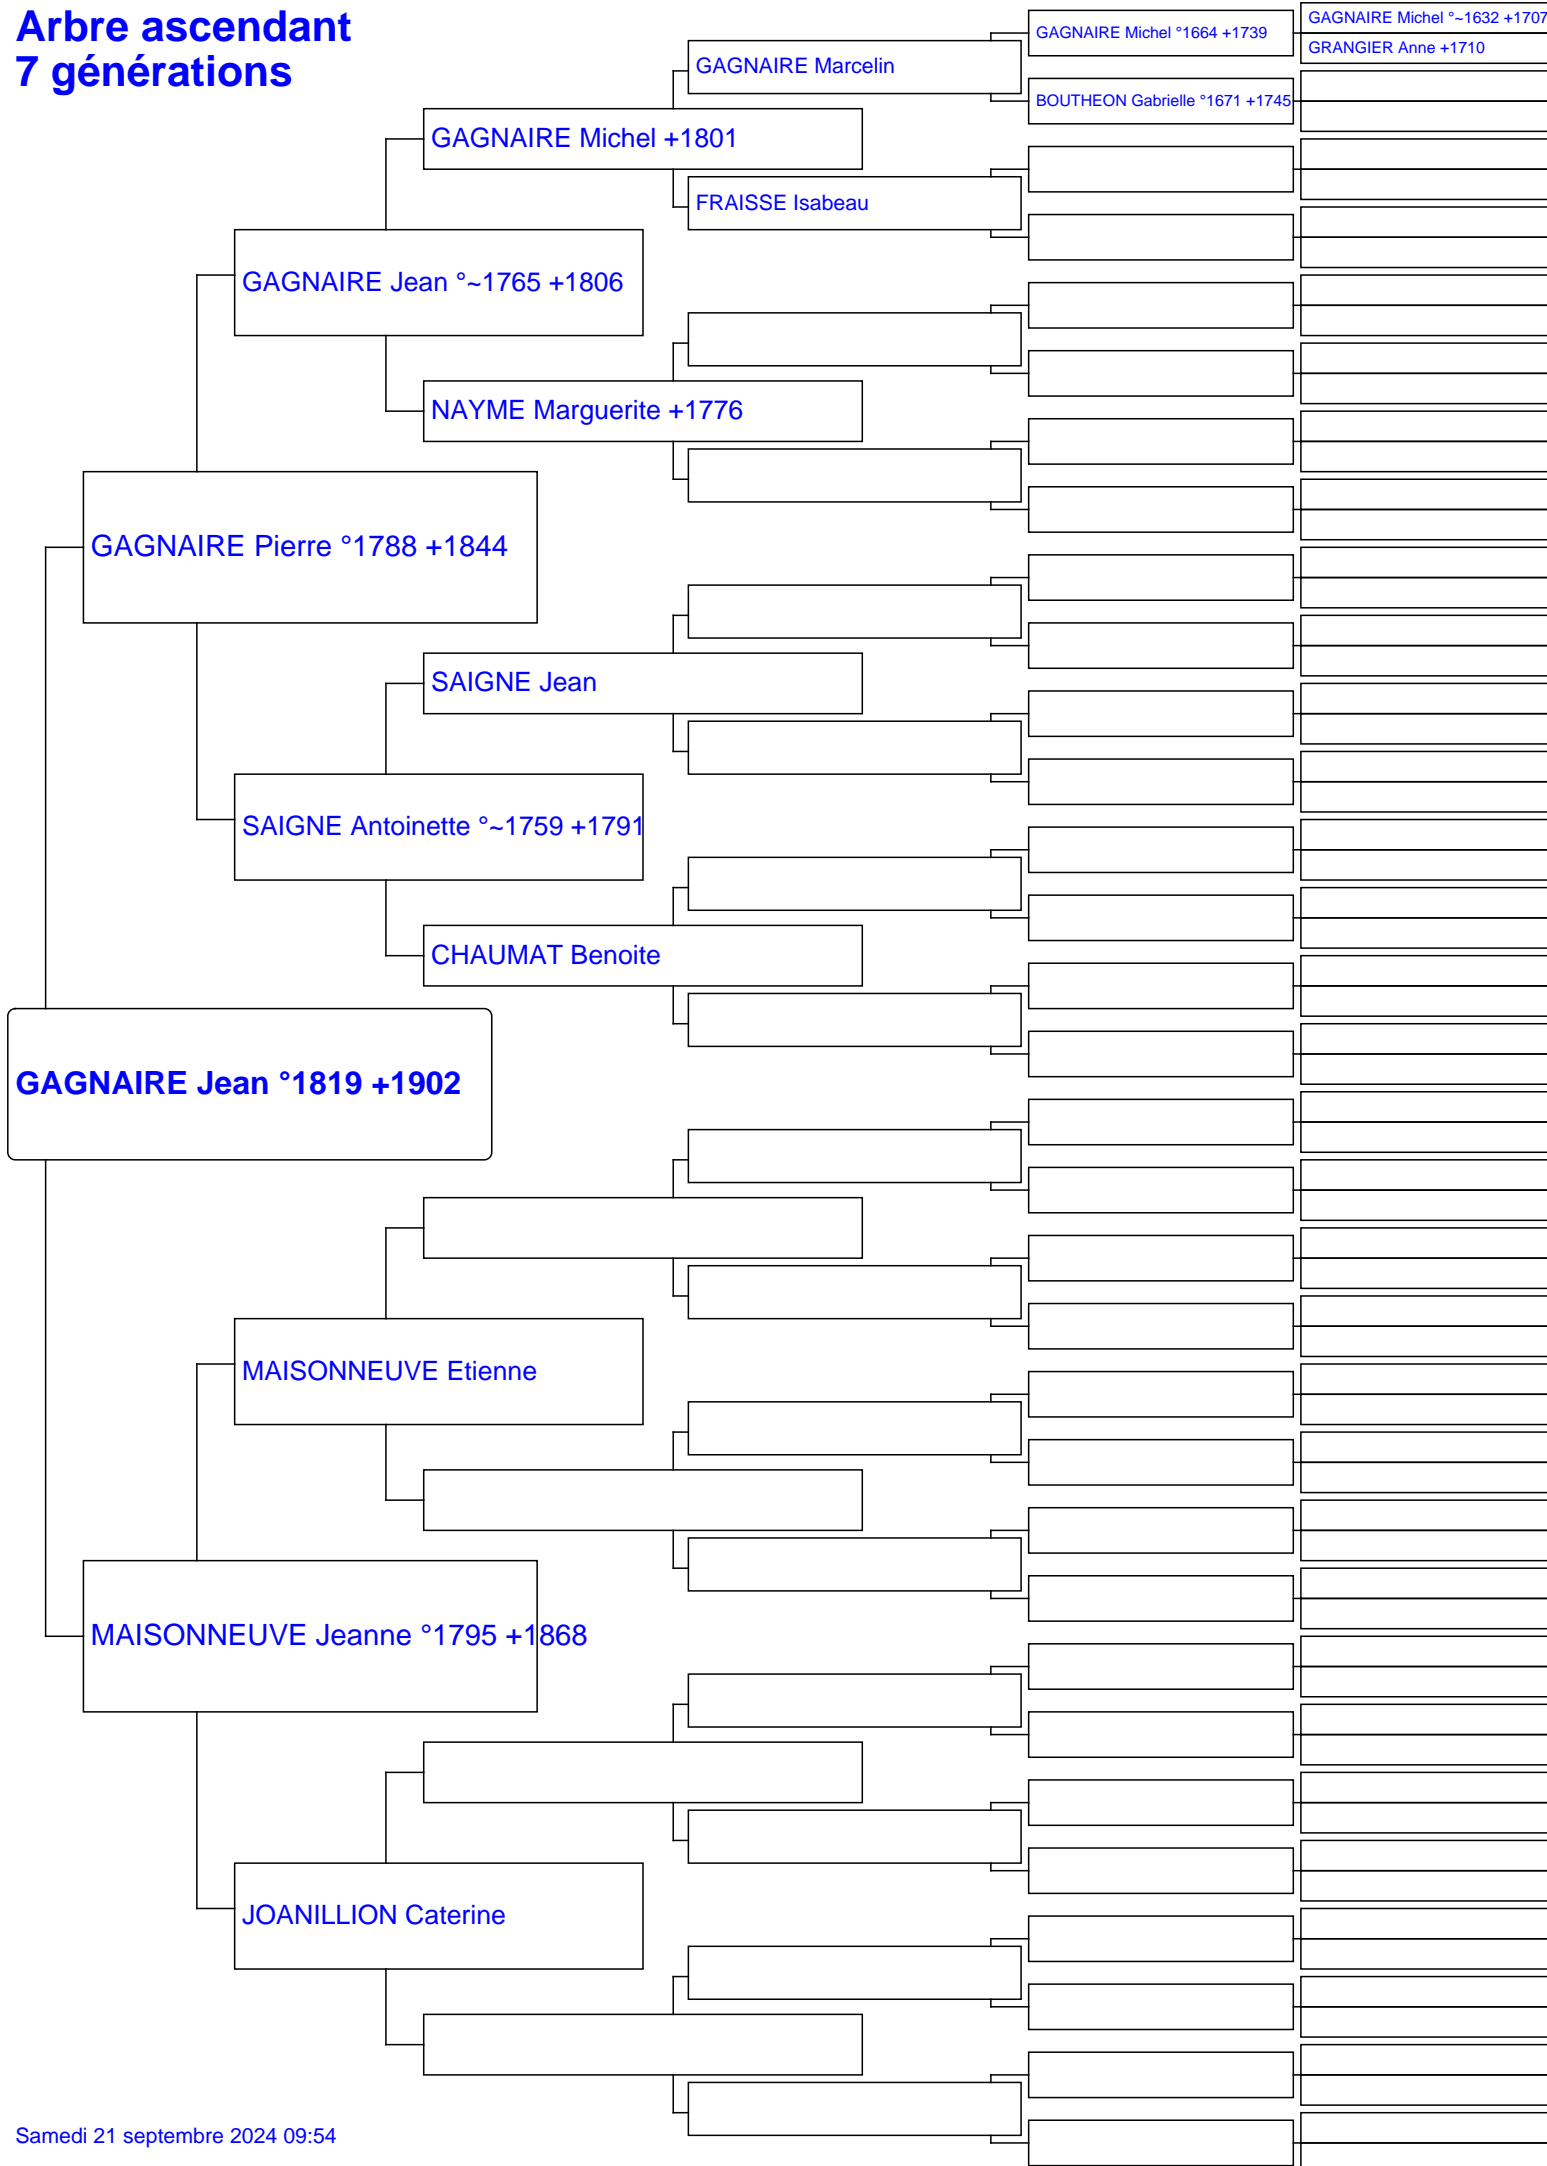 Arbre ascendant
7 générations
GAGNAIRE Michel °~1632 +1707
GRANGIER Anne +1710
GAGNAIRE Michel °1664 +1739
GAGNAIRE Marcelin
BOUTHEON Gabrielle °1671 +1745
GAGNAIRE Michel +1801
FRAISSE Isabeau
GAGNAIRE Jean °~1765 +1806
NAYME Marguerite +1776
GAGNAIRE Pierre °1788 +1844
SAIGNE Jean
SAIGNE Antoinette °~1759 +1791
CHAUMAT Benoite
GAGNAIRE Jean °1819 +1902
MAISONNEUVE Etienne
MAISONNEUVE Jeanne °1795 +1868
JOANILLION Caterine
Samedi 21 septembre 2024 09:54